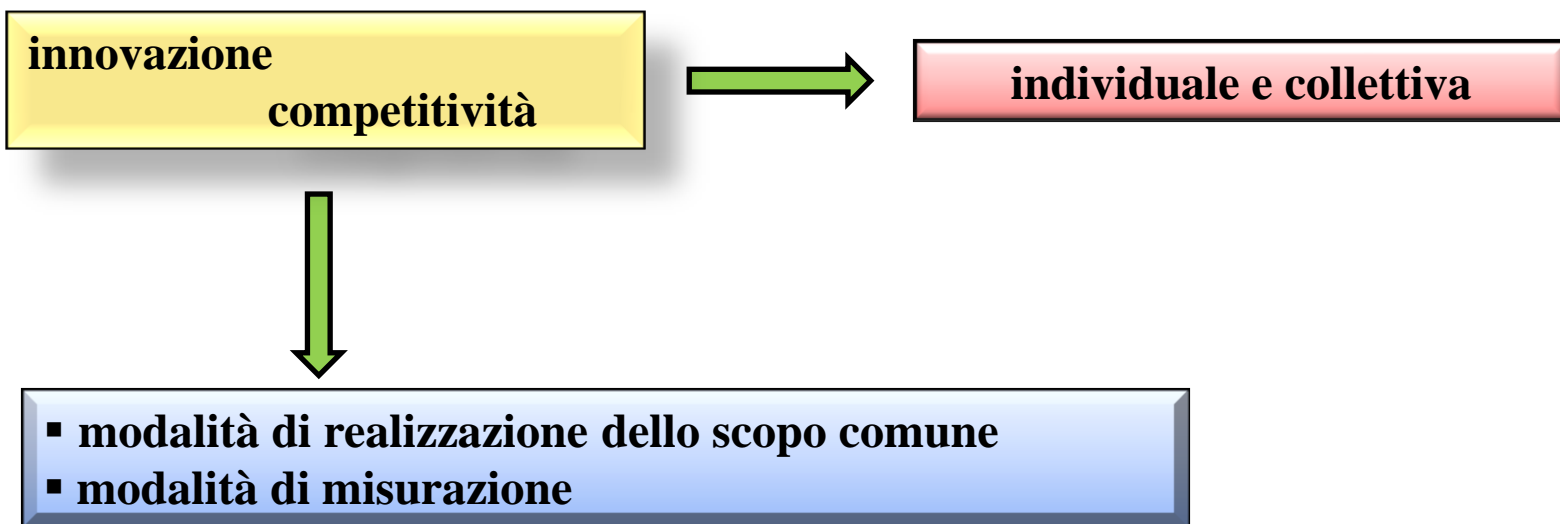 innovazione
competitività
individuale e collettiva
▪ modalità di realizzazione dello scopo comune
▪ modalità di misurazione